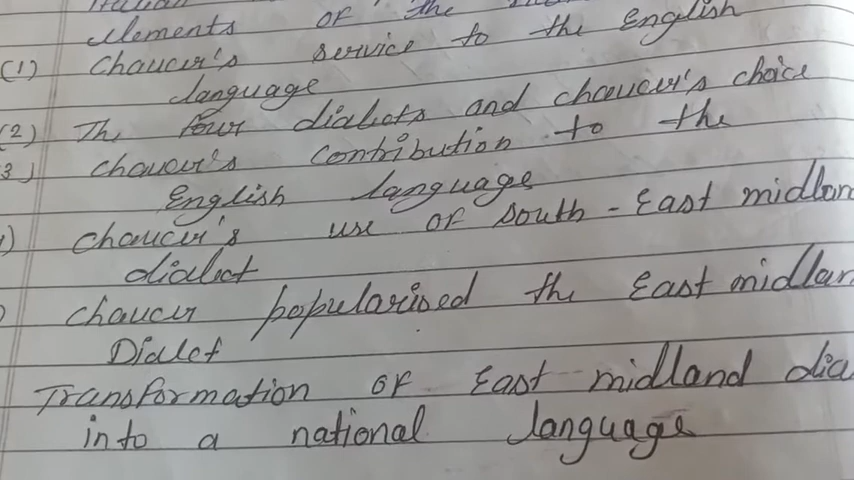 Italian
elements of the
(1) Chaucer's service to the English
language
(2) The four dialects and chaucer's choice
3) chaucer's contribution to the
English language
) chaucer's use of South-East midlan
dialect
) chaucer popularised the East midlan
Dialet
Transformation of East midland dia
into a national language